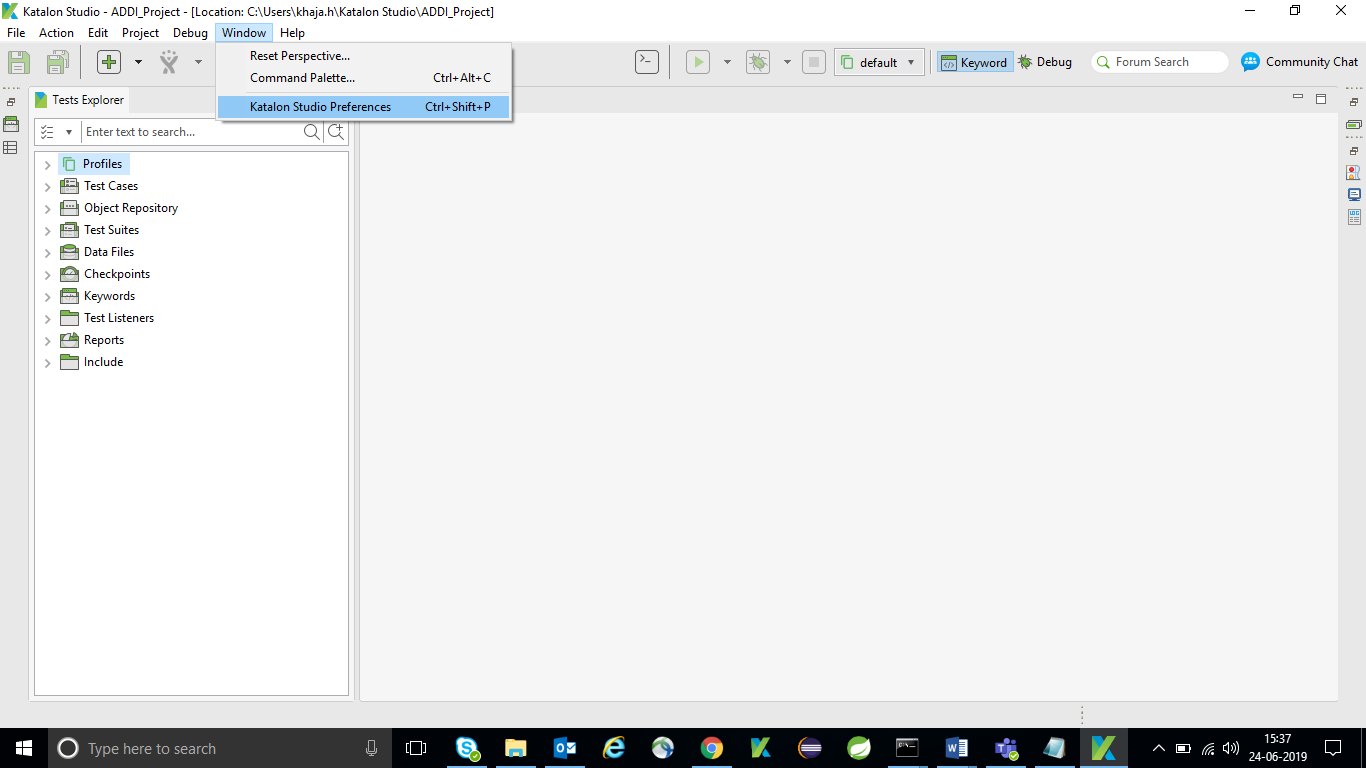 Katalon Studio - ADDI_Project - [Location: C:\Users\khaja.h\Katalon Studio\ADDI_Project]
File Action Edit Project Debug Window Help
Reset Perspective...
Command Palette... Ctrl+Alt+C
Katalon Studio Preferences Ctrl+Shift+P
default Keyword Debug Forum Search Community Chat
Tests Explorer
Enter text to search...
Profiles
Test Cases
Object Repository
Test Suites
Data Files
Checkpoints
Keywords
Test Listeners
Reports
Include
Type here to search
15:37
24-06-2019